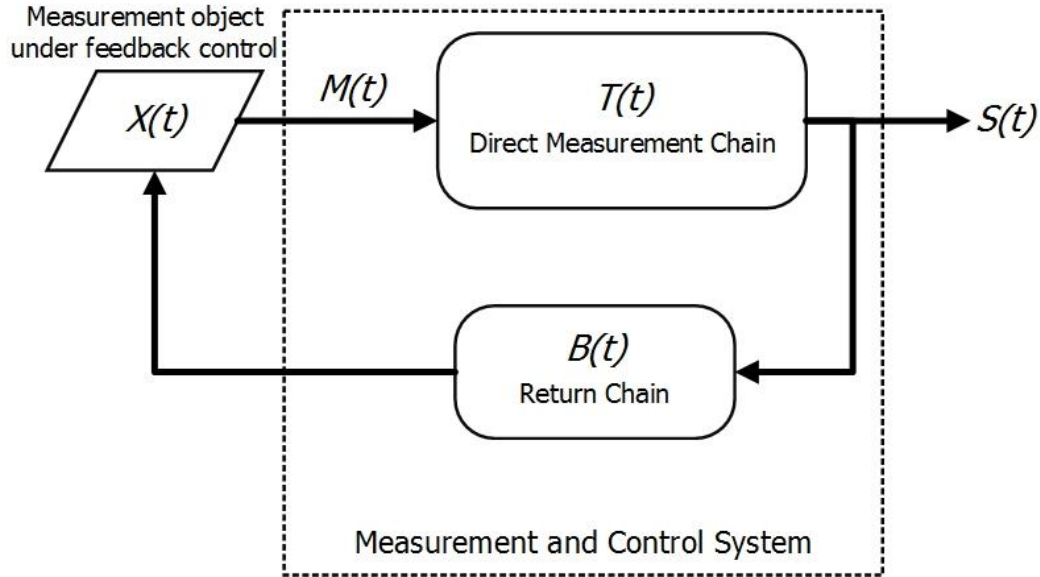 Measurement object
under feedback control
X(t)
M(t)
T(t)
Direct Measurement Chain
S(t)
B(t)
Return Chain
Measurement and Control System